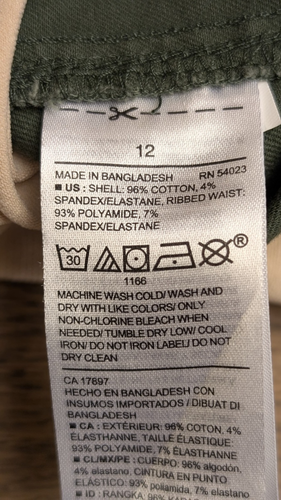 12
MADE IN BANGLADESH RN 54023
■ US : SHELL: 96% COTTON, 4%
SPANDEX/ELASTANE, RIBBED WAIST:
93% POLYAMIDE, 7%
SPANDEX/ELASTANE
30 ®
1166
MACHINE WASH COLD/ WASH AND
DRY WITH LIKE COLORS/ ONLY
NON-CHLORINE BLEACH WHEN
NEEDED/ TUMBLE DRY LOW/ COOL
IRON/ DO NOT IRON LABEL/ DO NOT
DRY CLEAN
CA 17897
HECHO EN BANGLADESH CON
INSUMOS IMPORTADOS / DIBUAT DI
BANGLADESH
■ CA : EXTÉRIEUR: 96% COTON, 4%
ÉLASTHANNE, TAILLE ÉLASTIQUE:
93% POLYAMIDE, 7% ÉLASTHANNE
■ CL/MX/PE : CUERPO: 96% algodón,
4% elastano, CINTURA EN PUNTO
ELÁSTICO: 93% poliamida, 7% elastano
■ ID : RANGKA: 96%